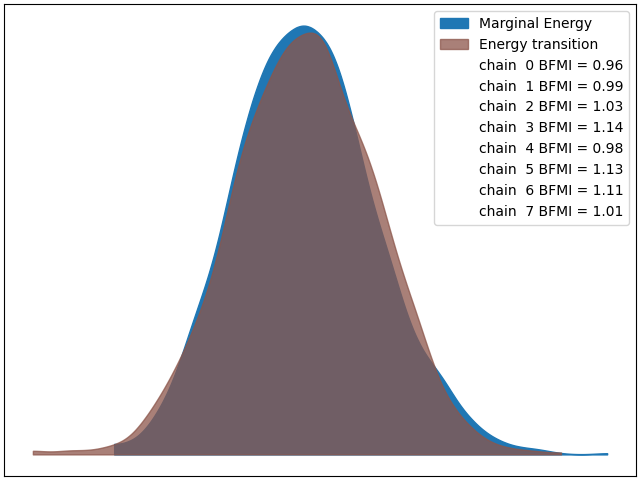 Marginal Energy
Energy transition
chain  0 BFMI = 0.96
chain  1 BFMI = 0.99
chain  2 BFMI = 1.03
chain  3 BFMI = 1.14
chain  4 BFMI = 0.98
chain  5 BFMI = 1.13
chain  6 BFMI = 1.11
chain  7 BFMI = 1.01